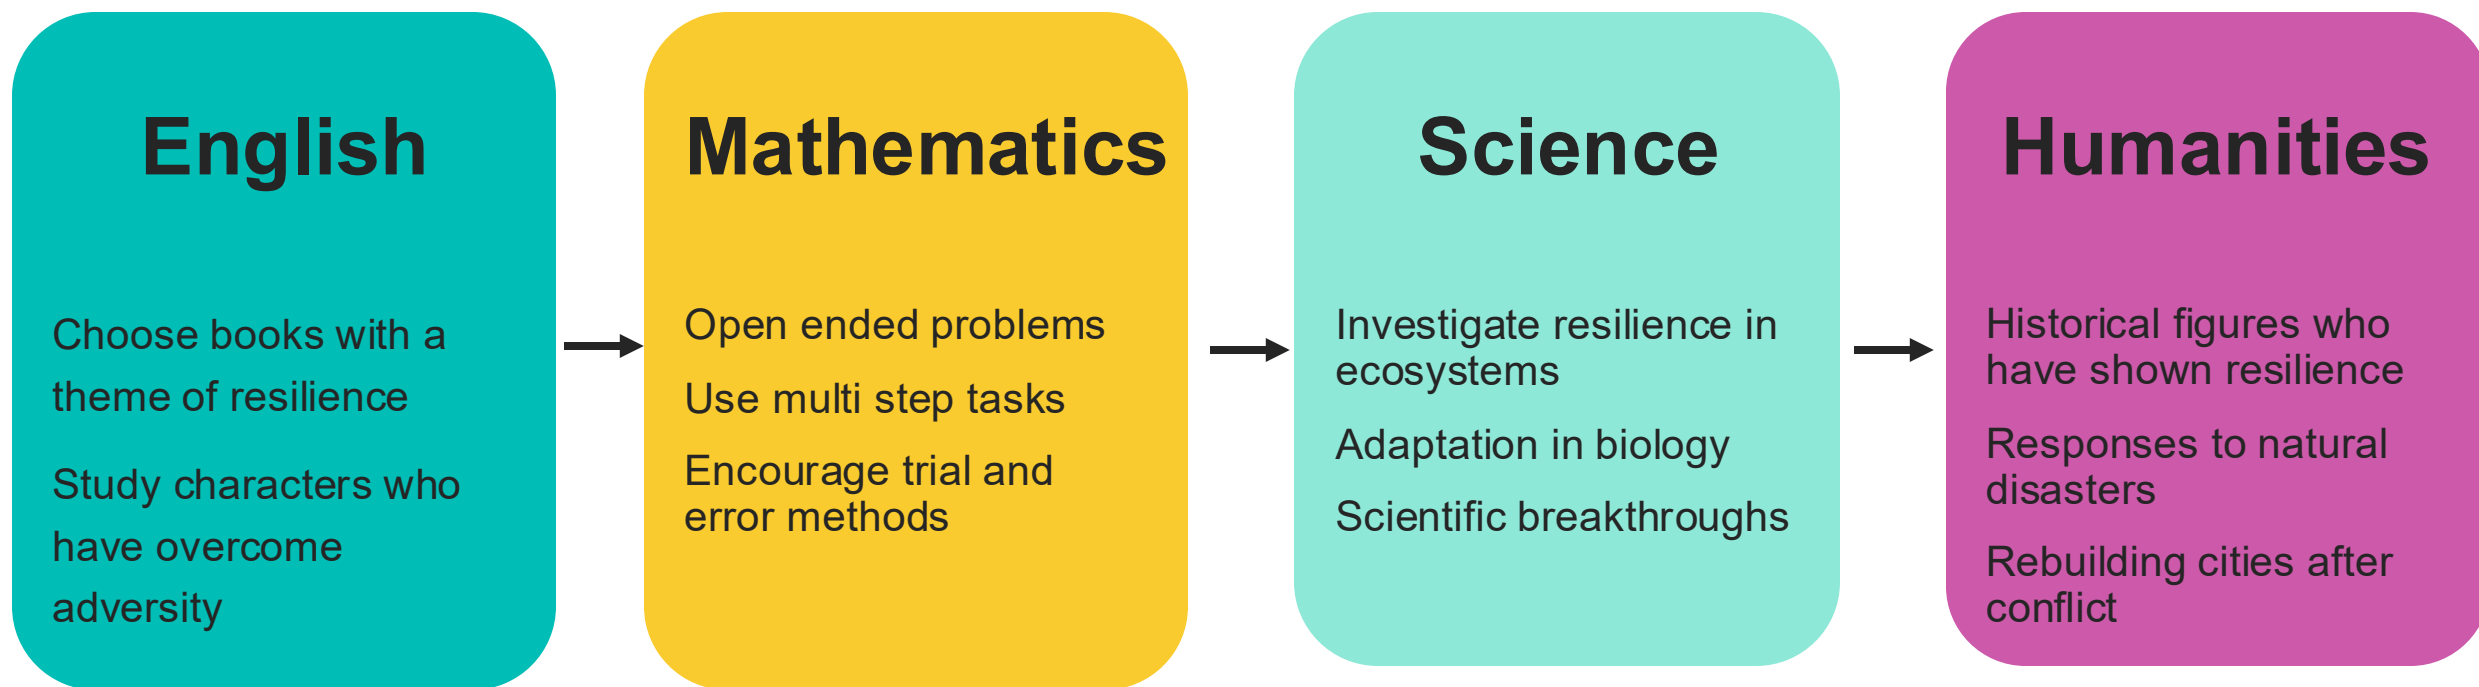 English
Choose books with a
theme of resilience
Study characters who
have overcome
adversity
Mathematics
Open ended problems
Use multi step tasks
Encourage trial and
error methods
Science
Investigate resilience in
ecosystems
Adaptation in biology
Scientific breakthroughs
Humanities
Historical figures who
have shown resilience
Responses to natural
disasters
Rebuilding cities after
conflict